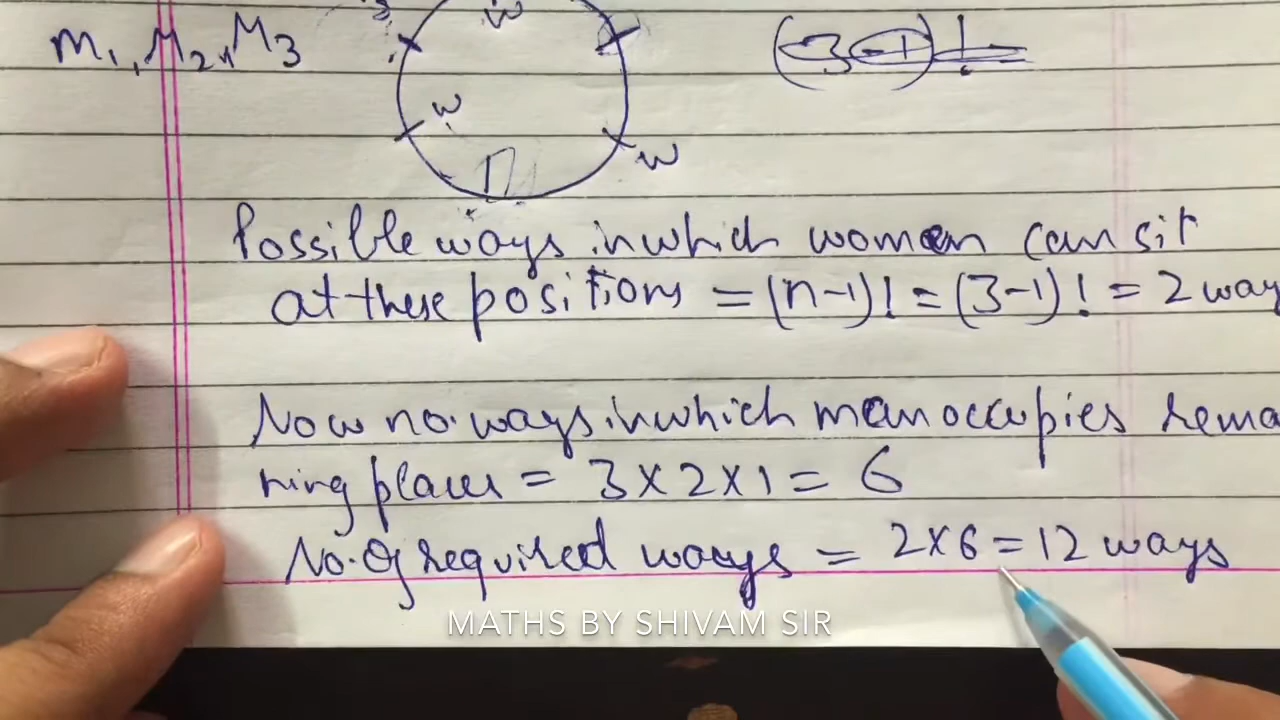 M1, M2, M3
W
(3-1)!
W
W
Possible ways in which women can sit
at these positions = (n-1)! = (3-1)! = 2 way
Now no. ways in which man occupies rema
ning places = 3×2×1 = 6
No. of required ways = 2×6 = 12 ways
MATHS BY SHIVAM SIR